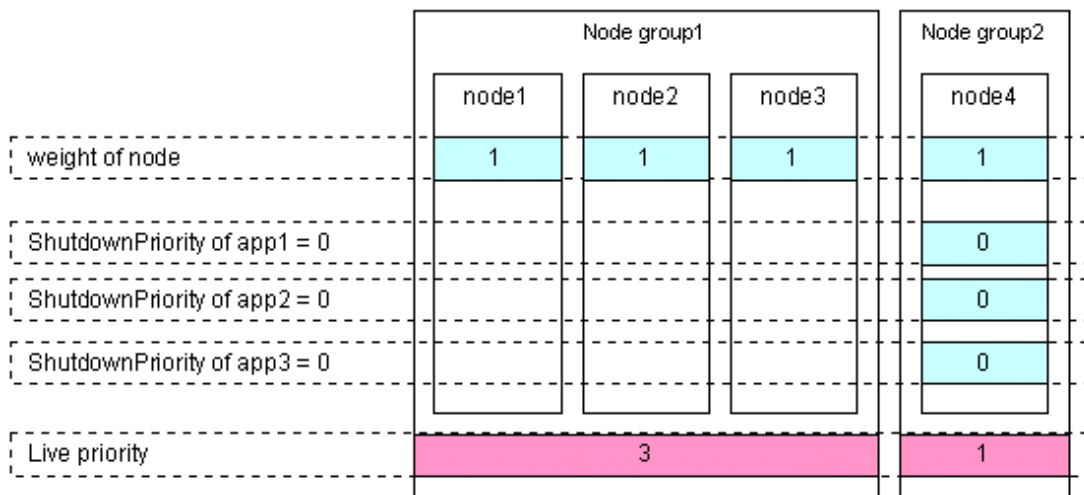 Node group1 Node group2
node1 node2 node3 node4
weight of node 1 1 1 1
ShutdownPriority of app1 = 0 0
ShutdownPriority of app2 = 0 0
ShutdownPriority of app3 = 0 0
Live priority 3 1